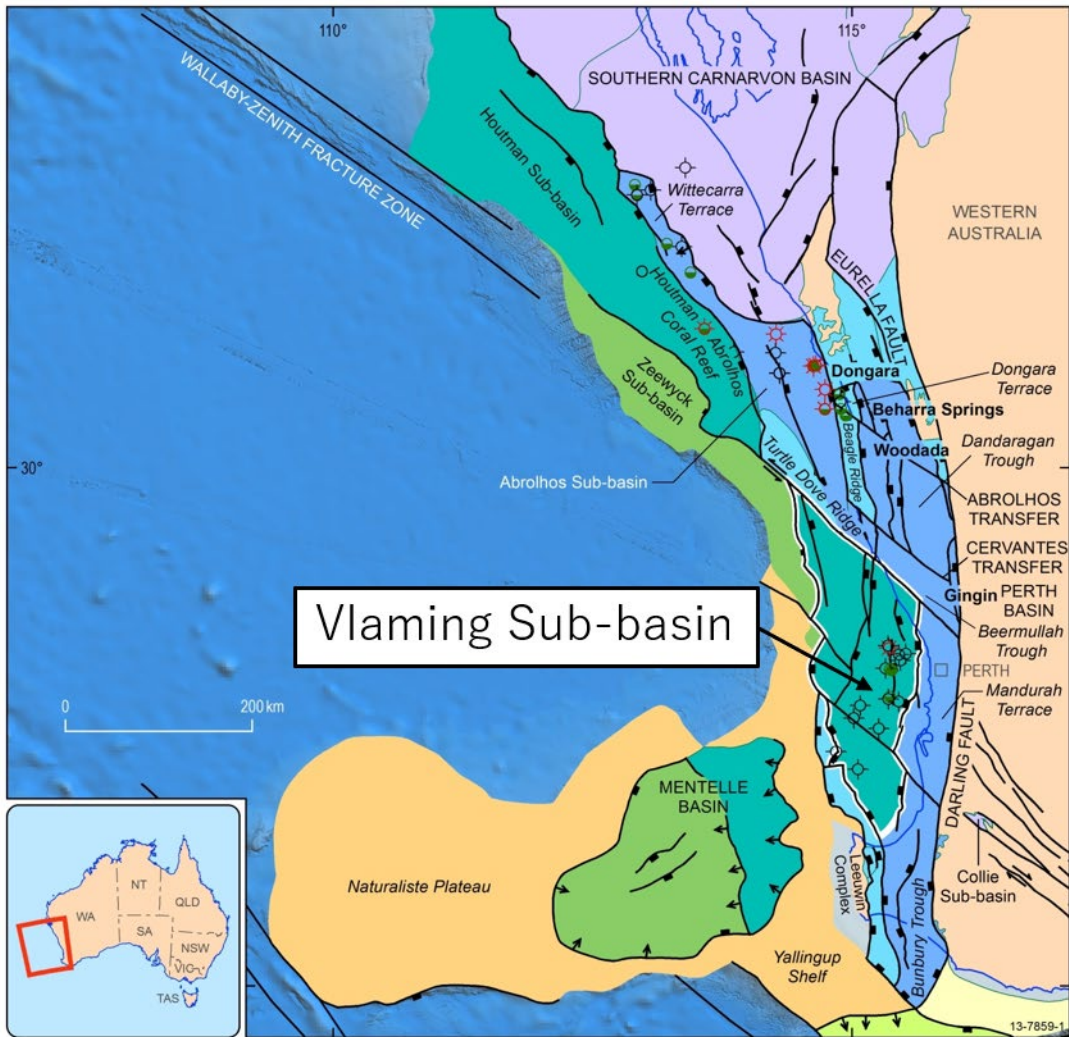 110°
115°
SOUTHERN CARNARVON BASIN
WALLABY-ZENITH FRACTURE ZONE
Houtman Sub-basin
Wittecarra
Terrace
WESTERN
AUSTRALIA
EURELLA FAULT
Houtman Abrolhos
Coral Reef
Zeewyck
Sub-basin
Dongara
Dongara
Terrace
Beharra Springs
Woodada
Beagle Ridge
Dandaragan
Trough
30°
Abrolhos Sub-basin
Turtle Dove Ridge
ABROLHOS
TRANSFER
CERVANTES
TRANSFER
Gingin
PERTH
BASIN
Vlaming Sub-basin
Beermullah
Trough
PERTH
Mandurah
Terrace
0
200 km
DARLING FAULT
MENTELLE
BASIN
Naturaliste Plateau
Leeuwin
Complex
Collie
Sub-basin
Bunbury Trough
Yallingup
Shelf
NT
QLD
WA
SA
NSW
VIC
TAS
13-7859-1